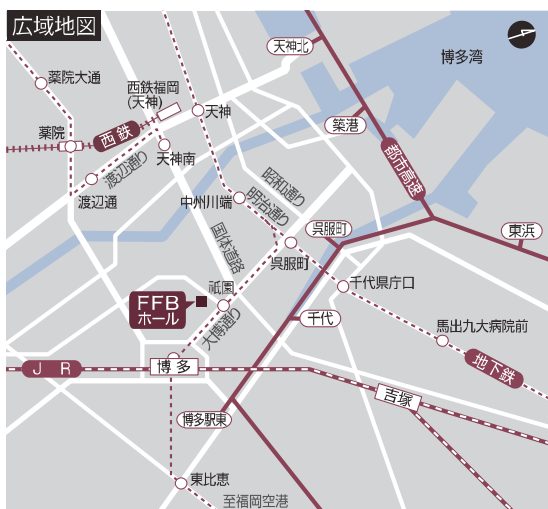 広域地図
天神北
博多湾
薬院大通
西鉄福岡
(天神)
天神
築港
薬院
西鉄
天神南
都市高速
渡辺通り
渡辺通
昭和通り
明治通り
中州川端
国体道路
呉服町
東浜
呉服町
千代県庁口
祇園
FFB
ホール
大博通り
千代
馬出九大病院前
地下鉄
JR
博多
吉塚
博多駅東
東比恵
至福岡空港